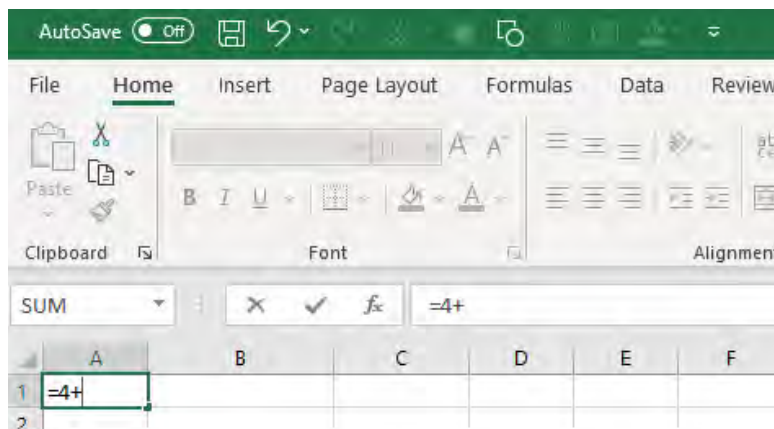 AutoSave Off
File Home Insert Page Layout Formulas Data Review
A A
Paste
B I U A
Clipboard Font Alignmen
SUM fx =4+
A B C D E F
1 =4+
2